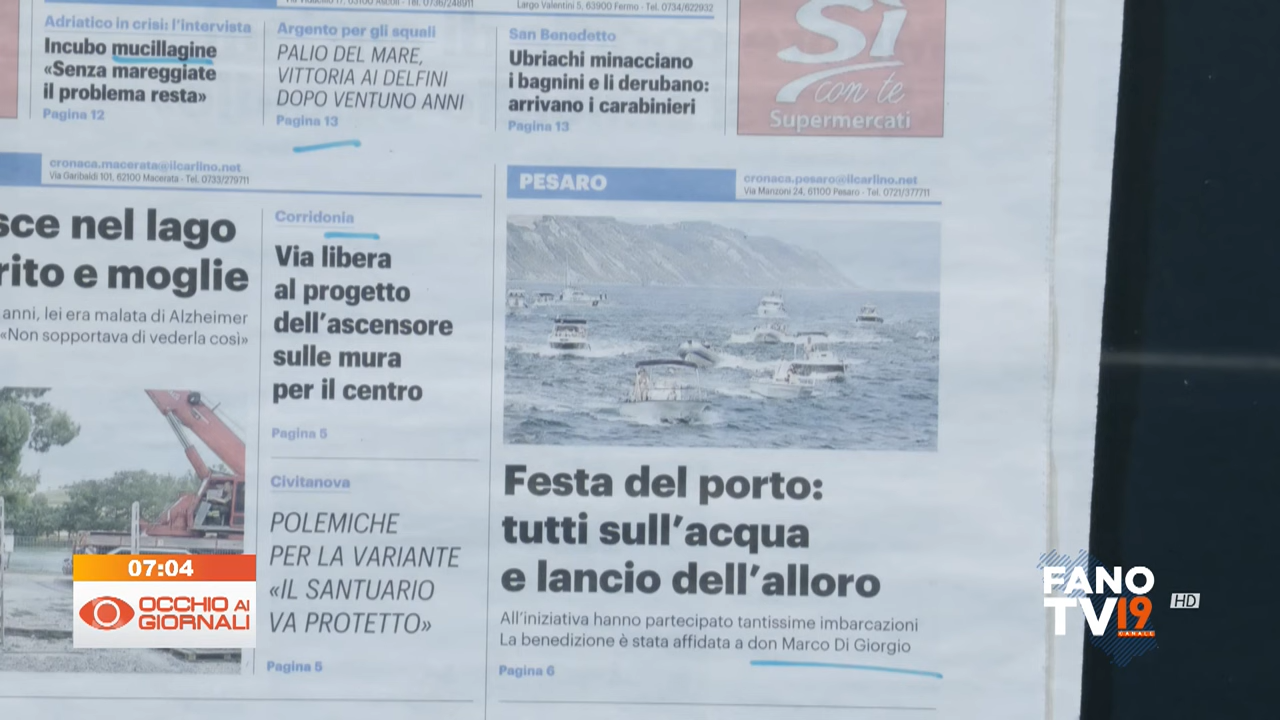 Largo Valentini 5, 63900 Fermo - Tel. 0734/622932
Adriatico in crisi: l'intervista
Incubo mucillagine
«Senza mareggiate
il problema resta»
Pagina 12
Argento per gli squali
PALIO DEL MARE,
VITTORIA AI DELFINI
DOPO VENTUNO ANNI
Pagina 13
San Benedetto
Ubriachi minacciano
i bagnini e li derubano:
arrivano i carabinieri
Pagina 13
Sì
con te
Supermercati
cronaca.macerata@ilcarlino.net
Via Garibaldi 101, 62100 Macerata - Tel. 0733/279711
sce nel lago
rito e moglie
anni, lei era malata di Alzheimer
«Non sopportava di vederla così»
Corridonia
Via libera
al progetto
dell'ascensore
sulle mura
per il centro
Pagina 5
Civitanova
POLEMICHE
PER LA VARIANTE
«IL SANTUARIO
VA PROTETTO»
Pagina 5
PESARO
cronaca.pesaro@ilcarlino.net
Via Manzoni 24, 61100 Pesaro - Tel. 0721/377711
Festa del porto:
tutti sull'acqua
e lancio dell'alloro
All'iniziativa hanno partecipato tantissime imbarcazioni
La benedizione è stata affidata a don Marco Di Giorgio
Pagina 6
07:04
OCCHIO AI
GIORNALI
FANO
TV19
CANALE
HD